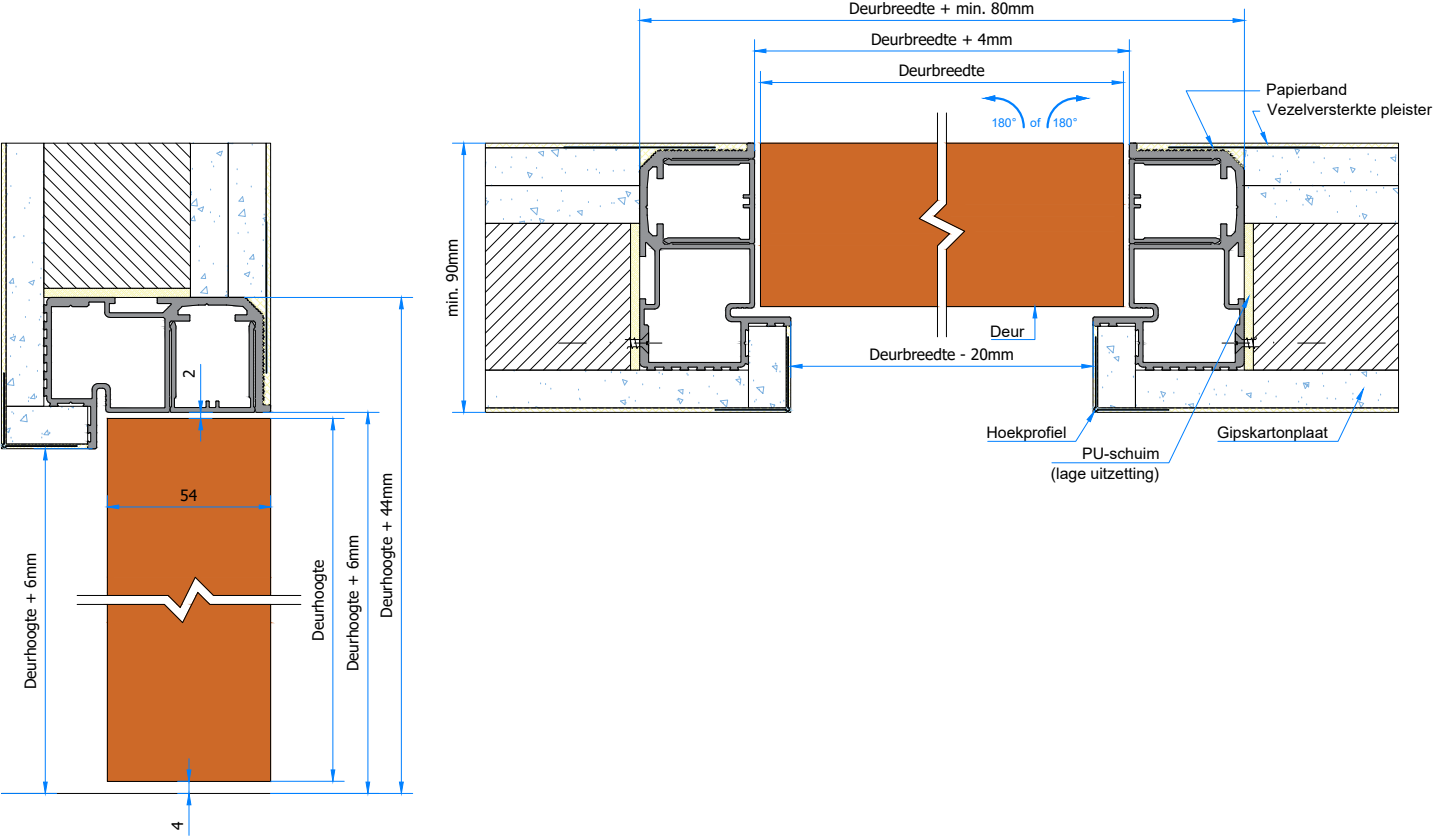 Deurbreedte + min. 80mm
Deurbreedte + 4mm
Deurbreedte
180° of 180°
Papierband
Vezelversterkte pleister
min. 90mm
Deur
Deurbreedte - 20mm
Hoekprofiel
PU-schuim
(lage uitzetting)
Gipskartonplaat
2
54
Deurhoogte + 6mm
Deurhoogte
Deurhoogte + 6mm
Deurhoogte + 44mm
4